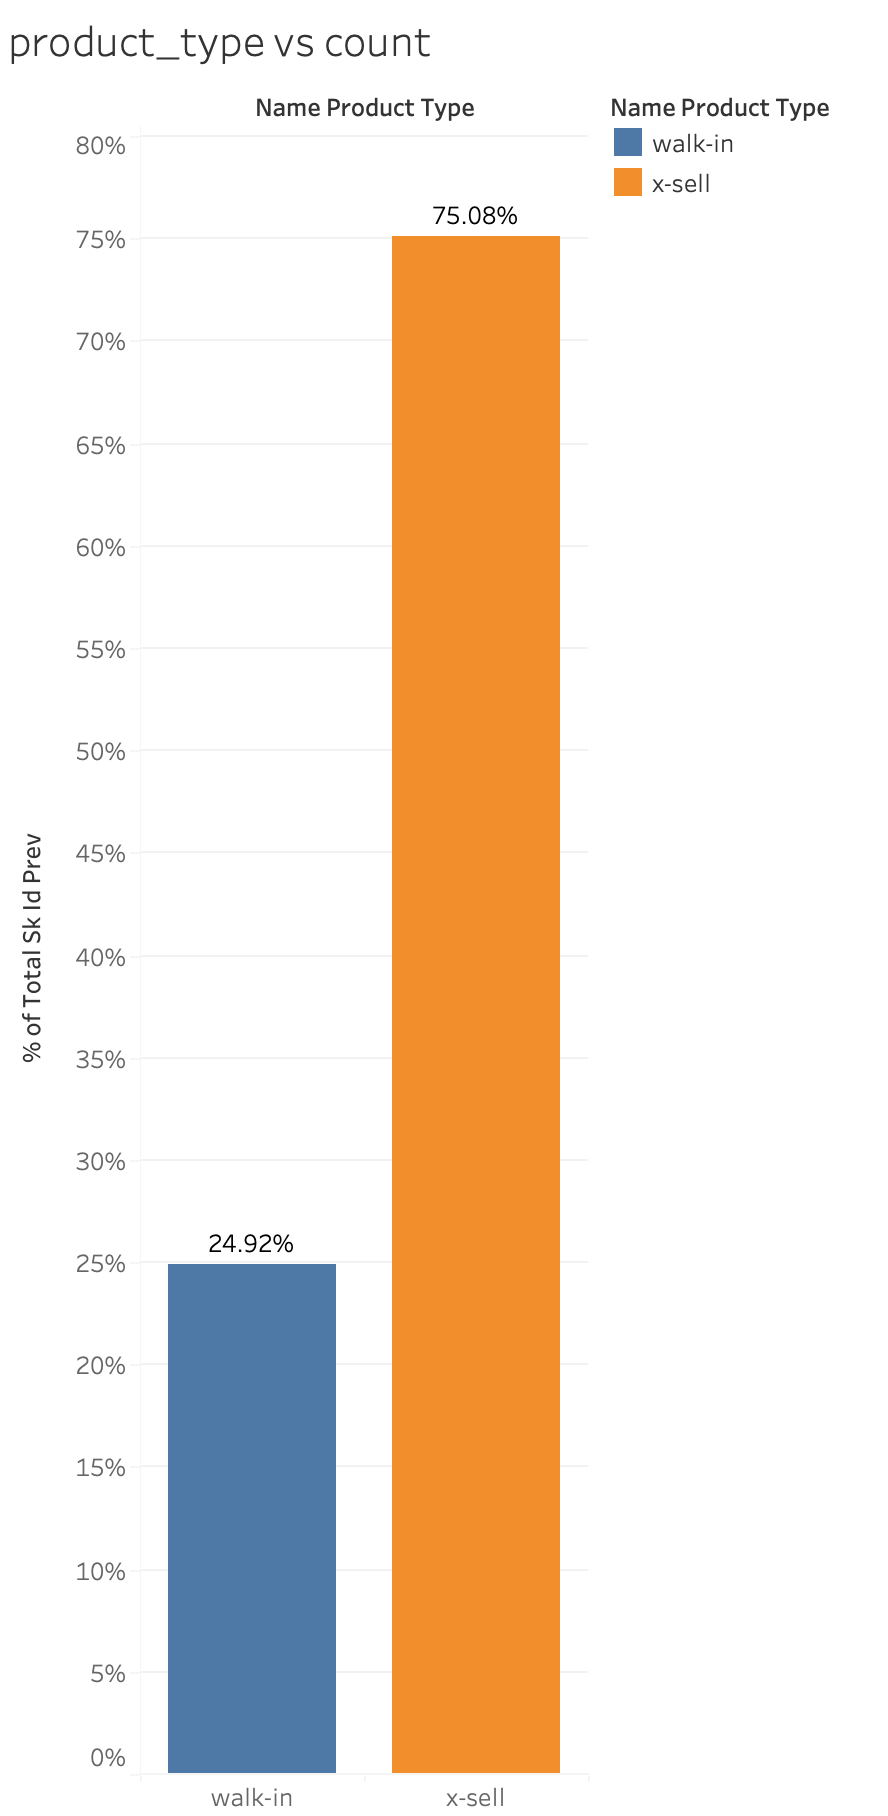 product_type vs count
Name Product Type
Name Product Type
walk-in
x-sell
80%
75%
70%
65%
60%
55%
50%
45%
40%
35%
30%
25%
20%
15%
10%
5%
0%
% of Total Sk Id Prev
75.08%
24.92%
walk-in
x-sell